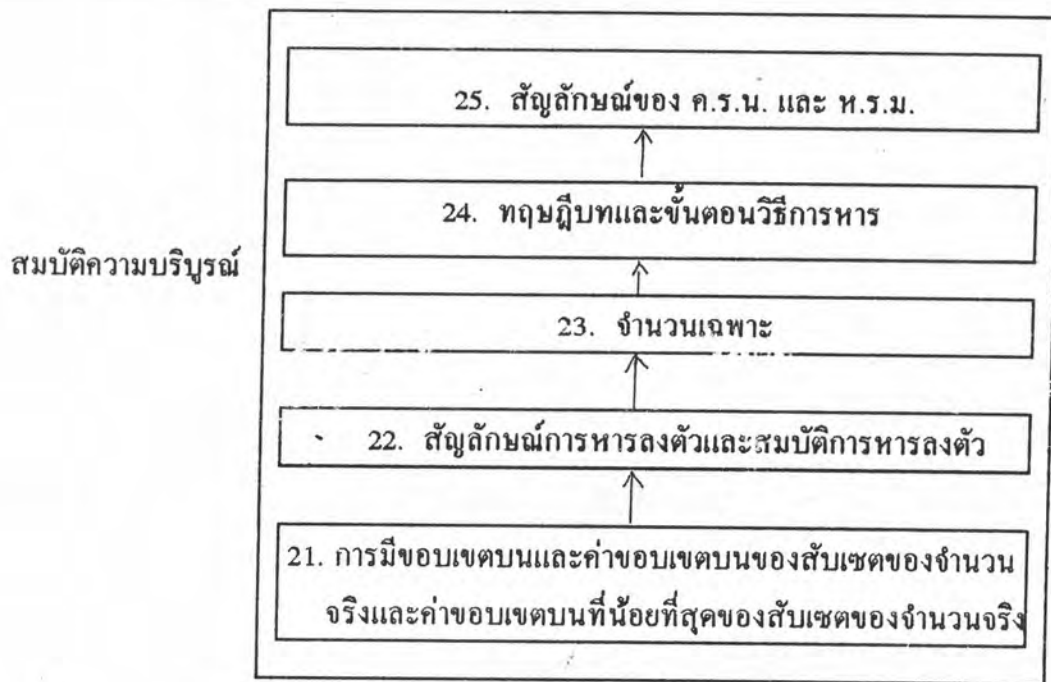 25. สัญลักษณ์ของ ค.ร.น. และ ห.ร.ม.
24. ทฤษฎีบทและขั้นตอนวิธีการหาร
สมบัติความบริบูรณ์
23. จำนวนเฉพาะ
22. สัญลักษณ์การหารลงตัวและสมบัติการหารลงตัว
21. การมีขอบเขตบนและค่าขอบเขตบนของสับเซตของจำนวน
จริงและค่าขอบเขตบนที่น้อยที่สุดของสับเซตของจำนวนจริง